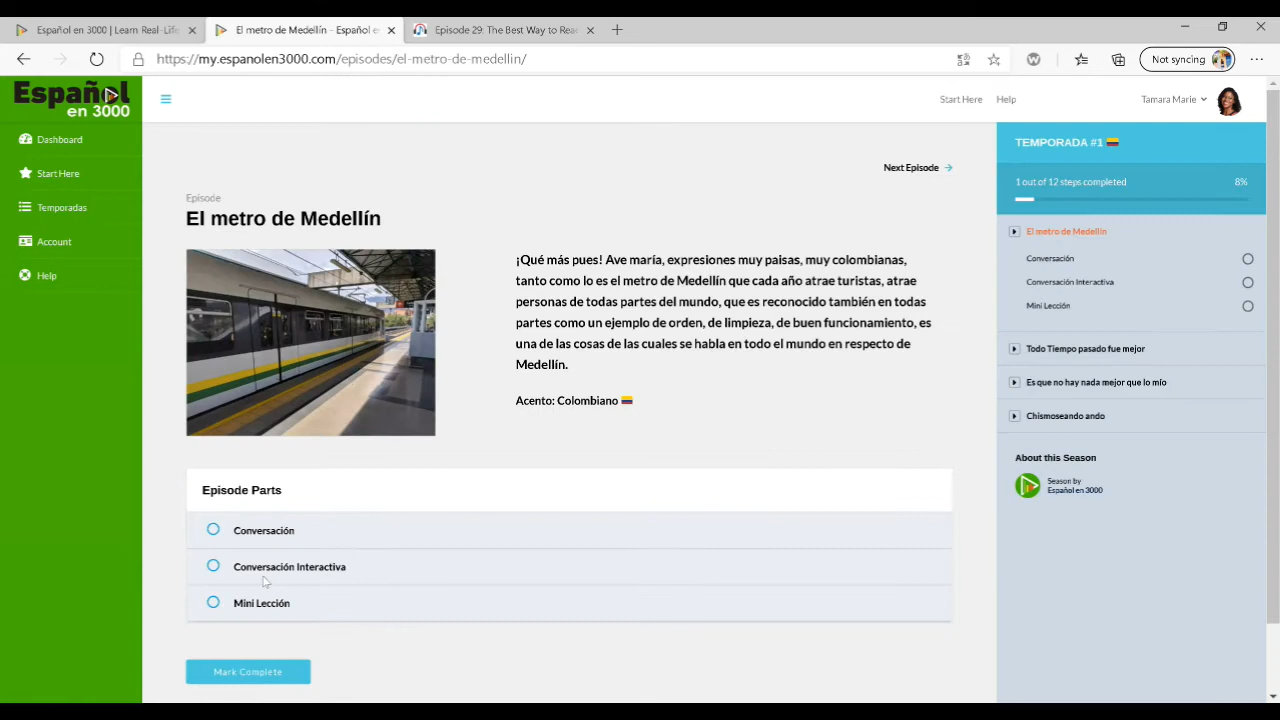 Español en 3000 | Learn Real-Life
El metro de Medellín - Español en
Episode 29: The Best Way to Rea
https://my.espanolen3000.com/episodes/el-metro-de-medellin/
Not syncing
Español
en 3000
Dashboard
Start Here
Temporadas
Account
Help
Start Here
Help
Tamara Marie
Next Episode
Episode
El metro de Medellín
¡Qué más pues! Ave maría, expresiones muy paisas, muy colombianas,
tanto como lo es el metro de Medellín que cada año atrae turistas, atrae
personas de todas partes del mundo, que es reconocido también en todas
partes como un ejemplo de orden, de limpieza, de buen funcionamiento, es
una de las cosas de las cuales se habla en todo el mundo en respecto de
Medellín.
Acento: Colombiano
Episode Parts
Conversación
Conversación Interactiva
Mini Lección
Mark Complete
TEMPORADA #1
1 out of 12 steps completed
8%
El metro de Medellín
Conversación
Conversación Interactiva
Mini Lección
Todo Tiempo pasado fue mejor
Es que no hay nada mejor que lo mío
Chismoseando ando
About this Season
Season by
Español en 3000